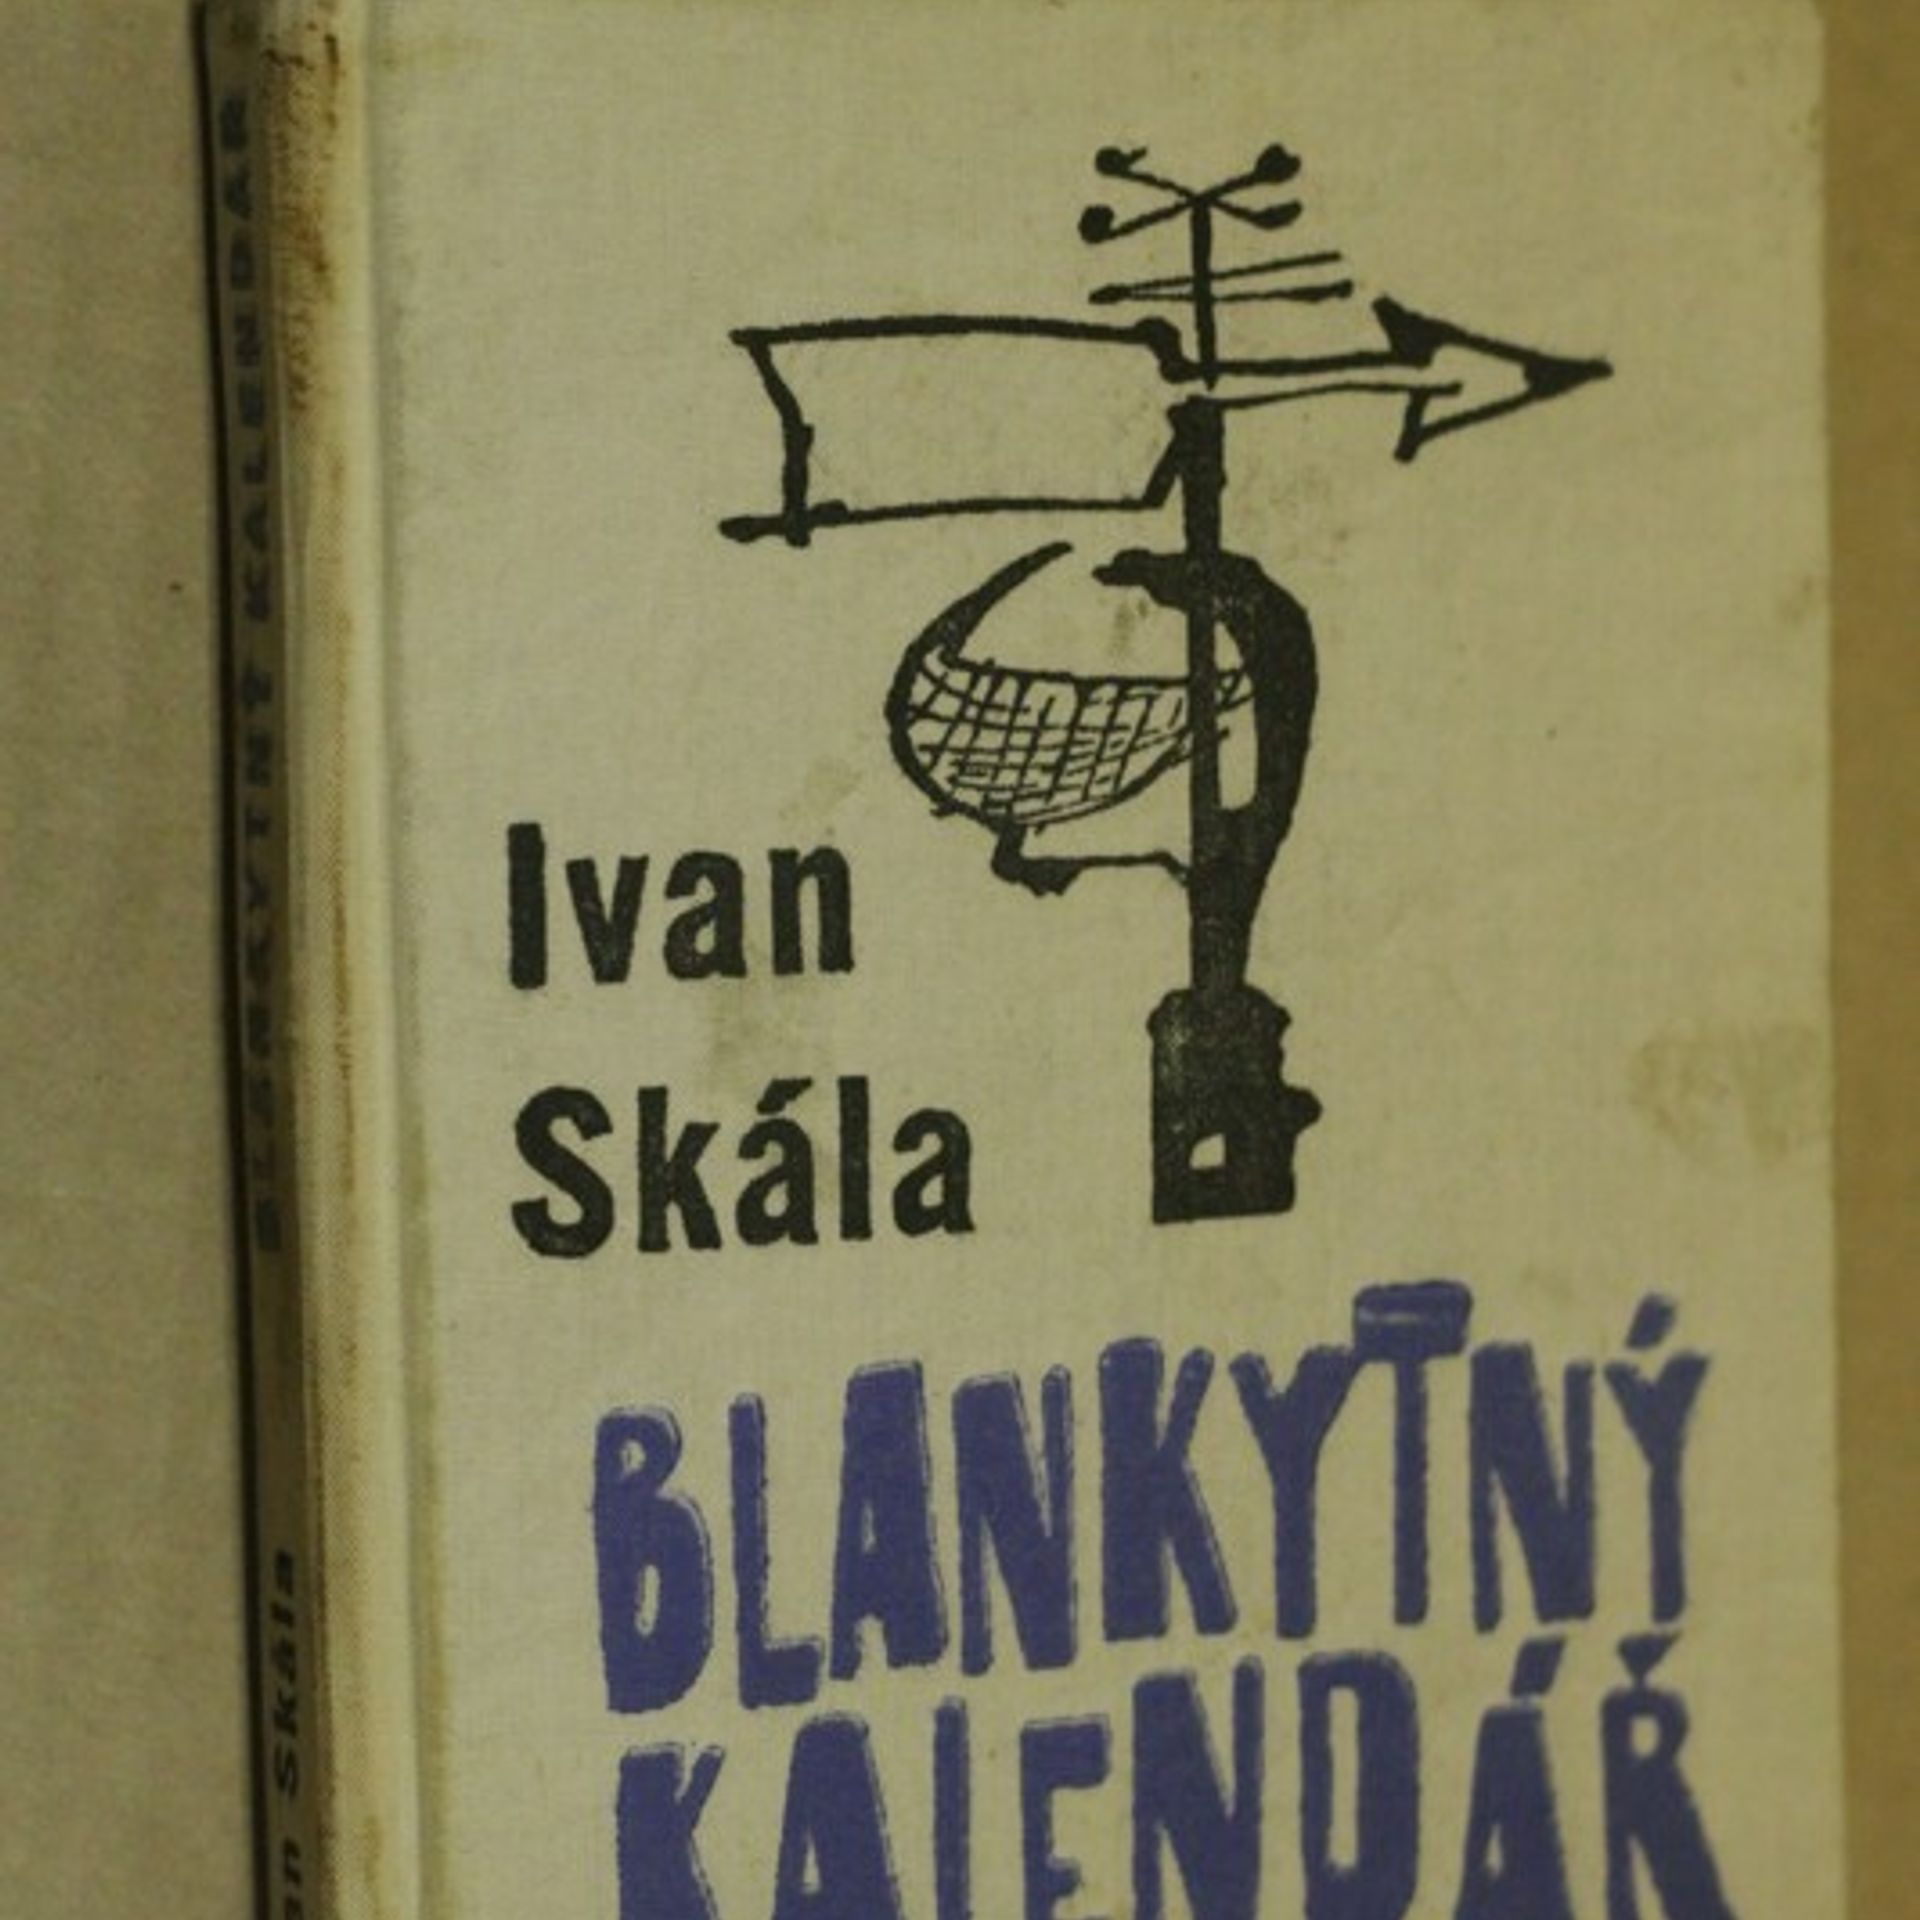 Ivan
Skála
BLANKYTNÝ
KALENDÁŘ
BLANKYTNÝ KALENDÁŘ
Ivan Skála